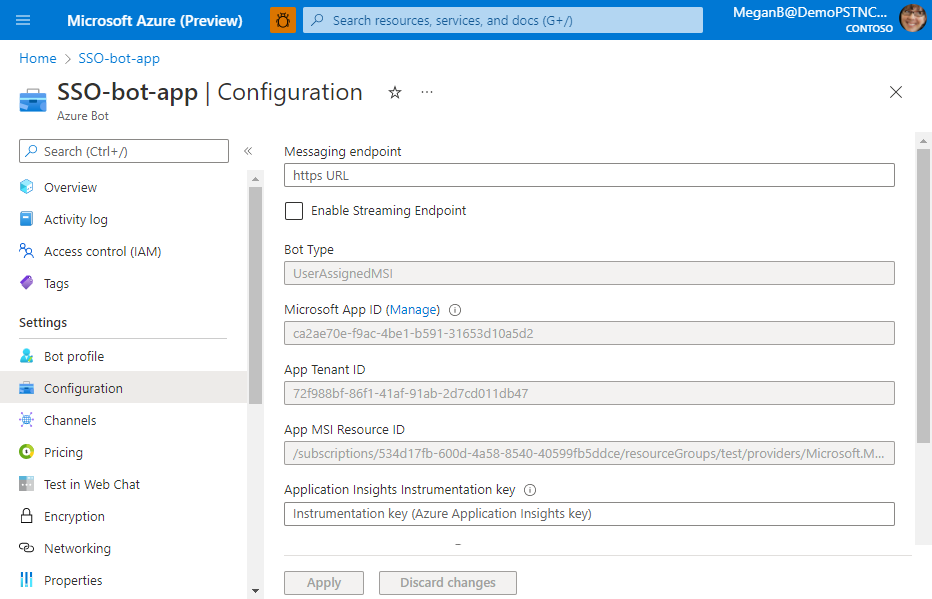 Microsoft Azure (Preview)
Search resources, services, and docs (G+/)
MeganB@DemoPSTNC...
CONTOSO
Home > SSO-bot-app
SSO-bot-app | Configuration
Azure Bot
Search (Ctrl+/)
Overview
Activity log
Access control (IAM)
Tags
Settings
Bot profile
Configuration
Channels
Pricing
Test in Web Chat
Encryption
Networking
Properties
Messaging endpoint
https URL
Enable Streaming Endpoint
Bot Type
UserAssignedMSI
Microsoft App ID (Manage)
ca2ae70e-f9ac-4be1-b591-31653d10a5d2
App Tenant ID
72f988bf-86f1-41af-91ab-2d7cd011db47
App MSI Resource ID
/subscriptions/534d17fb-600d-4a58-8540-40599fb5ddce/resourceGroups/test/providers/Microsoft.M...
Application Insights Instrumentation key
Instrumentation key (Azure Application Insights key)
Apply
Discard changes